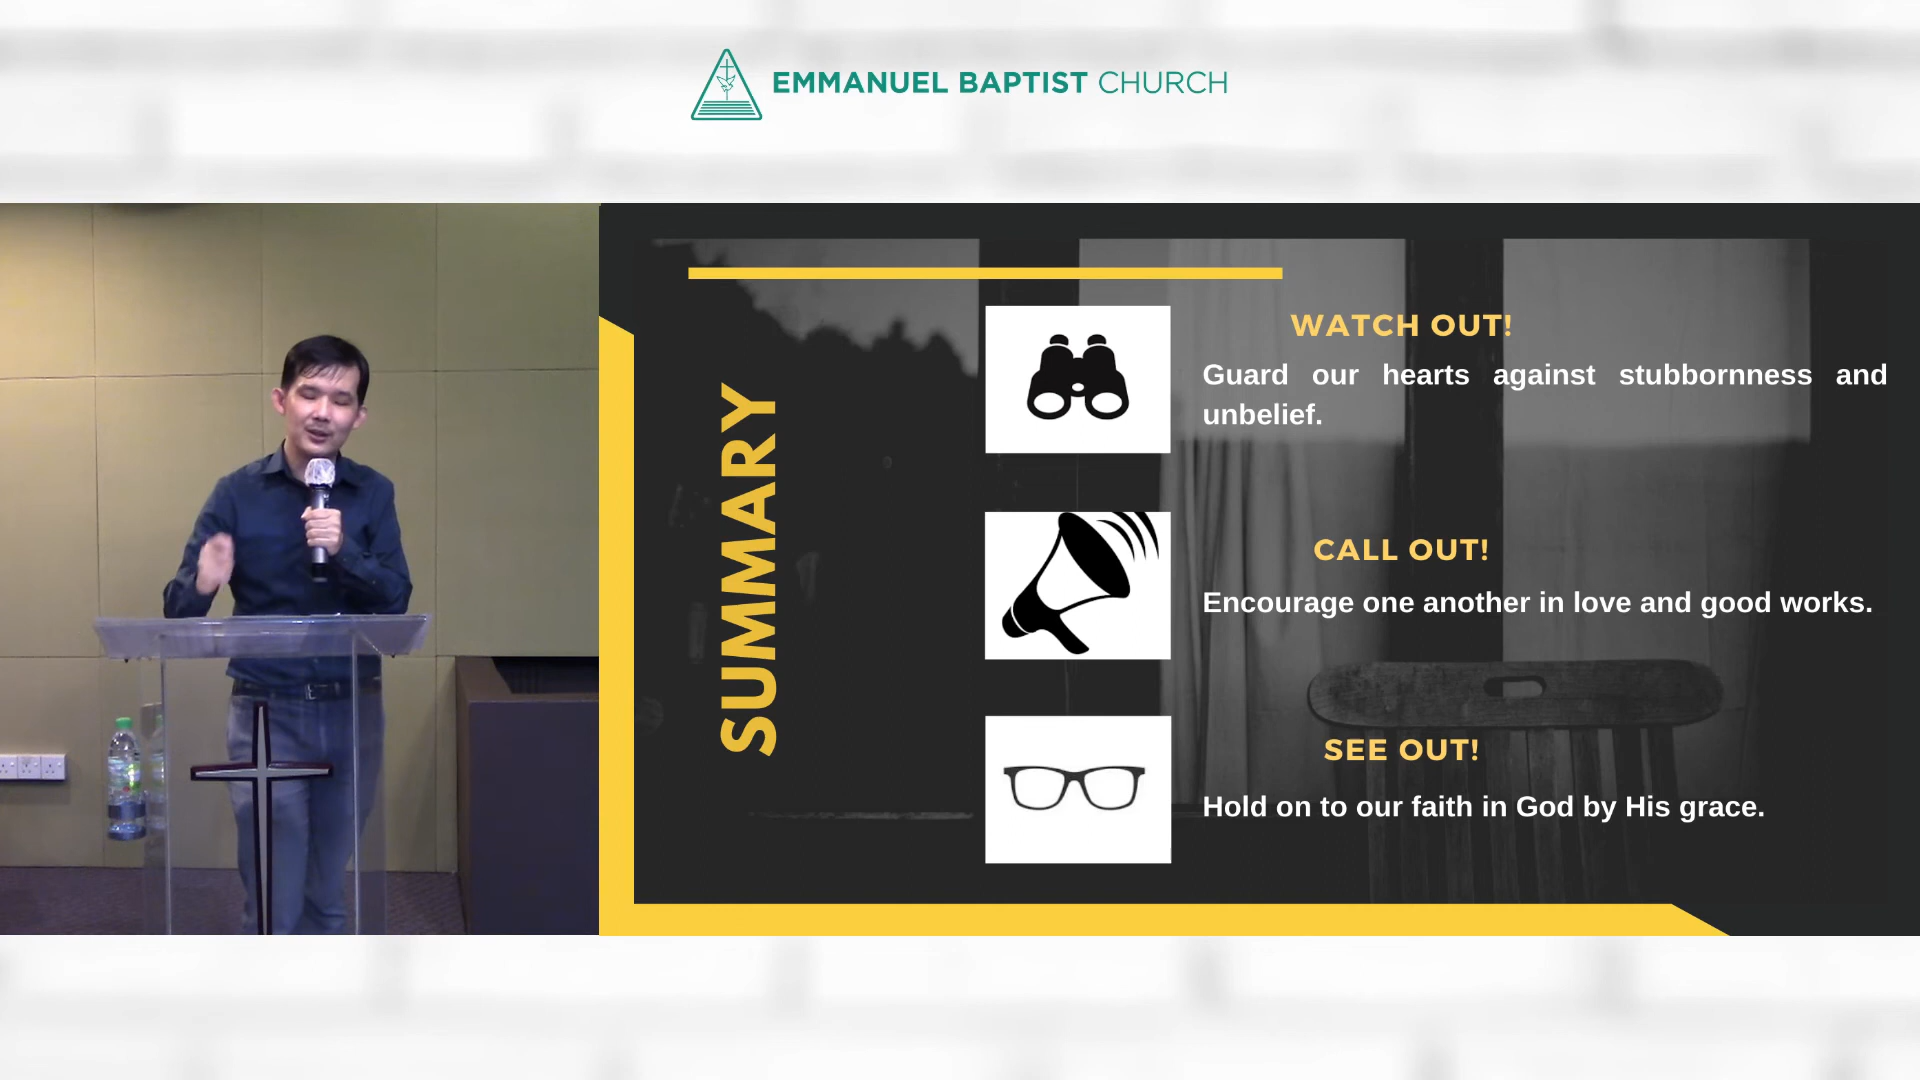 EMMANUEL BAPTIST CHURCH
SUMMARY
WATCH OUT!
Guard our hearts against stubbornness and
unbelief.
CALL OUT!
Encourage one another in love and good works.
SEE OUT!
Hold on to our faith in God by His grace.